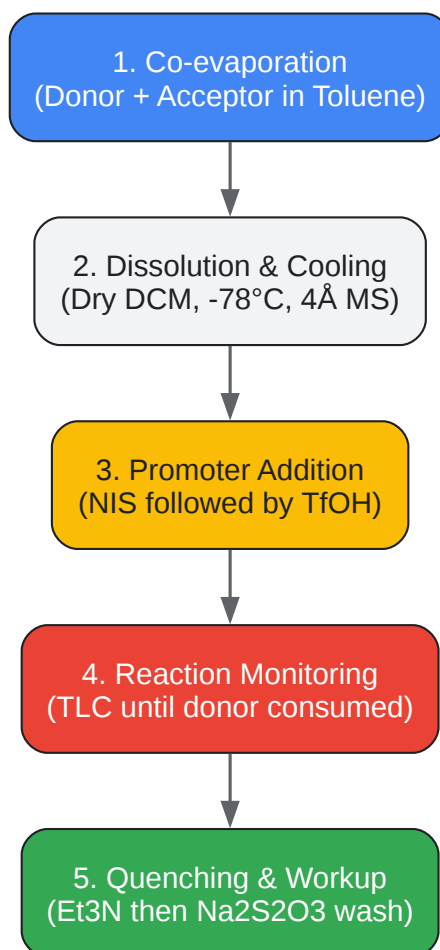 1. Co-evaporation
(Donor + Acceptor in Toluene)
2. Dissolution & Cooling
(Dry DCM, -78°C, 4Å MS)
3. Promoter Addition
(NIS followed by TfOH)
4. Reaction Monitoring
(TLC until donor consumed)
5. Quenching & Workup
(Et3N then Na2S2O3 wash)